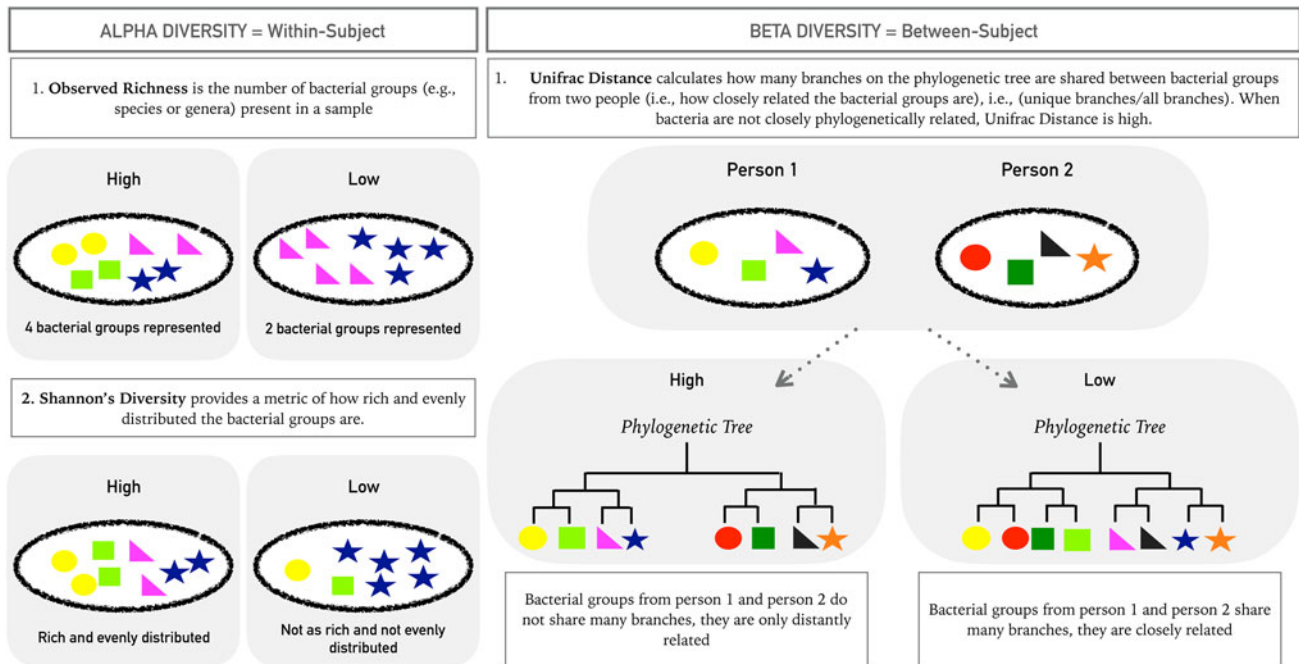 ALPHA DIVERSITY = Within-Subject
1. Observed Richness is the number of bacterial groups (e.g.,
species or genera) present in a sample
High
Low
4 bacterial groups represented
2 bacterial groups represented
2. Shannon's Diversity provides a metric of how rich and evenly
distributed the bacterial groups are.
High
Low
Rich and evenly distributed
Not as rich and not evenly
distributed
BETA DIVERSITY = Between-Subject
1. Unifrac Distance calculates how many branches on the phylogenetic tree are shared between bacterial groups
from two people (i.e., how closely related the bacterial groups are), i.e., (unique branches/all branches). When
bacteria are not closely phylogenetically related, Unifrac Distance is high.
Person 1
Person 2
High
Phylogenetic Tree
Bacterial groups from person 1 and person 2 do
not share many branches, they are only distantly
related
Low
Phylogenetic Tree
Bacterial groups from person 1 and person 2 share
many branches, they are closely related